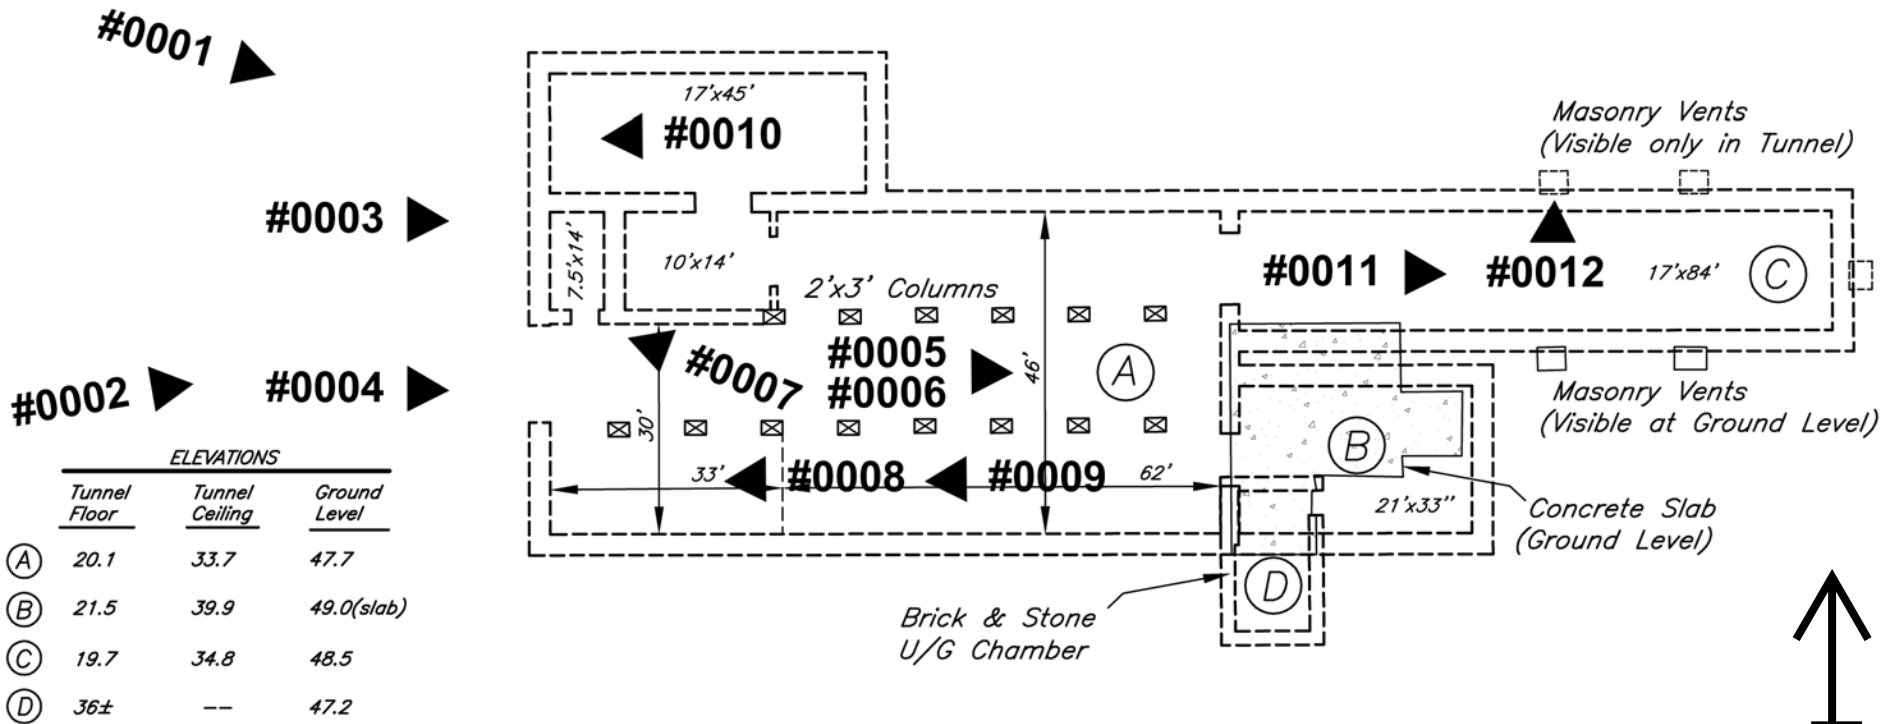 #0001
#0010
17'x45'
Masonry Vents
(Visible only in Tunnel)
#0003
7.5'x14'
10'x14'
2'x3' Columns
#0011
#0012
17'x84'
C
#0002
#0004
#0007
#0005
#0006
46'
A
30'
33'
#0008
#0009
62'
B
21'x33"
Masonry Vents
(Visible at Ground Level)
Concrete Slab
(Ground Level)
D
Brick & Stone
U/G Chamber
ELEVATIONS
Tunnel Floor Tunnel Ceiling Ground Level
A 20.1 33.7 47.7
B 21.5 39.9 49.0(slab)
C 19.7 34.8 48.5
D 36± -- 47.2